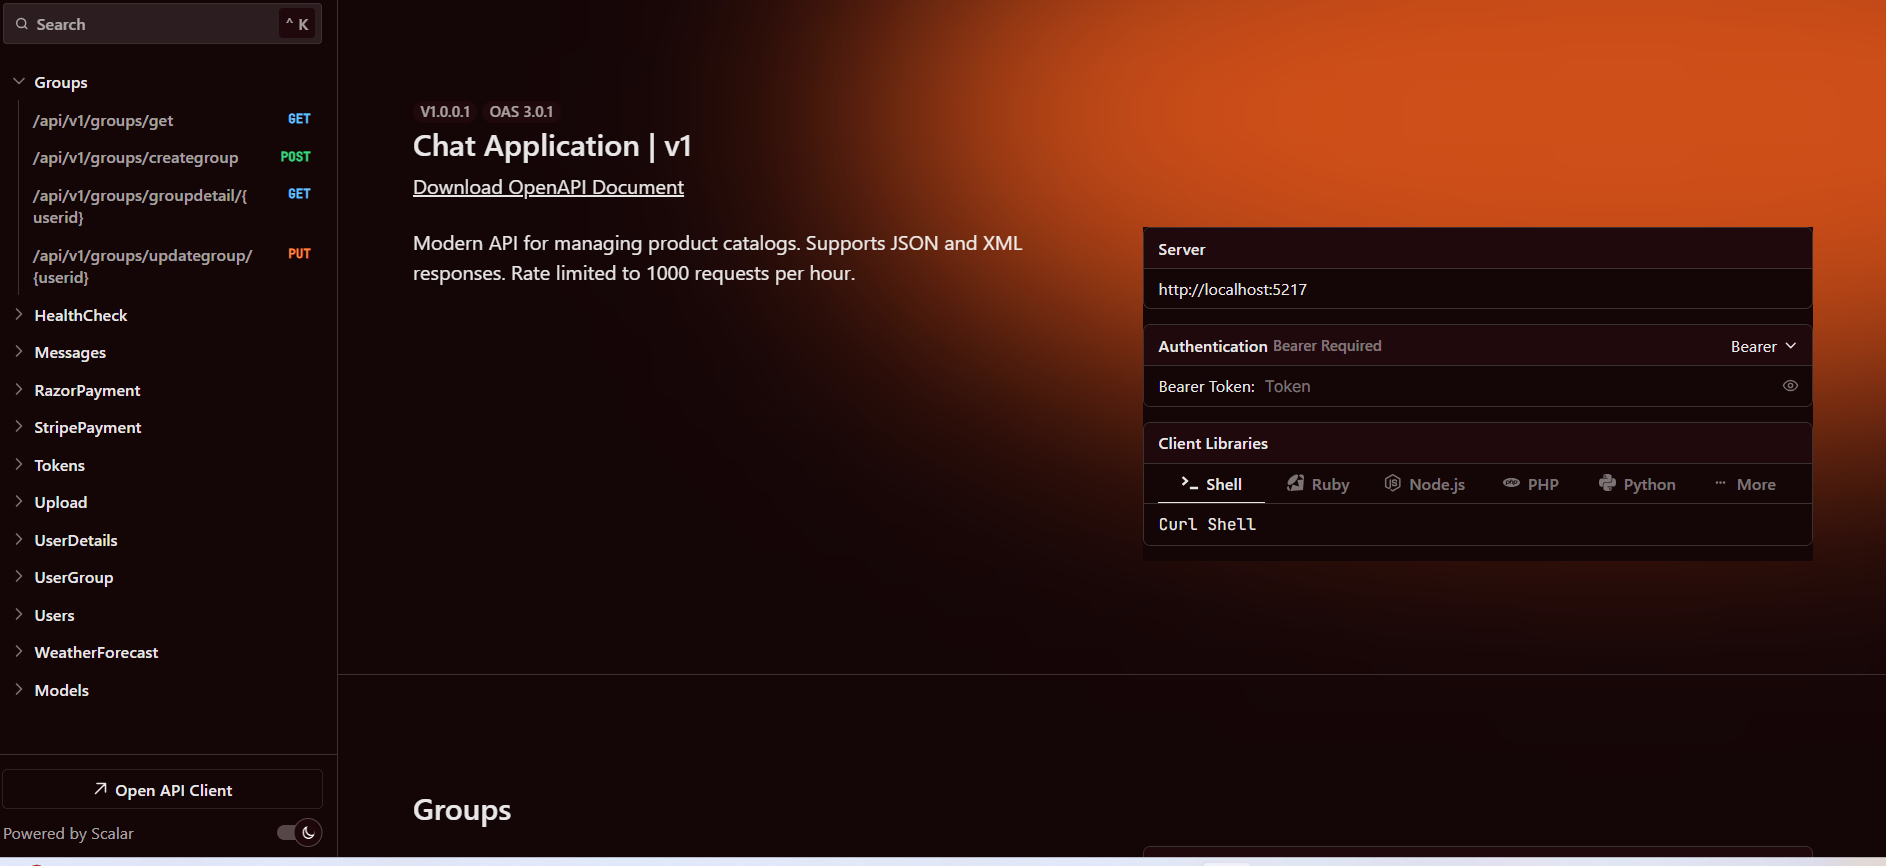 Search
^ K
Groups
/api/v1/groups/get GET
/api/v1/groups/creategroup POST
/api/v1/groups/groupdetail/{ GET
userid}
/api/v1/groups/updategroup/ PUT
{userid}
HealthCheck
Messages
RazorPayment
StripePayment
Tokens
Upload
UserDetails
UserGroup
Users
WeatherForecast
Models
Open API Client
Powered by Scalar
V1.0.0.1 OAS 3.0.1
Chat Application | v1
Download OpenAPI Document
Modern API for managing product catalogs. Supports JSON and XML
responses. Rate limited to 1000 requests per hour.
Server
http://localhost:5217
Authentication Bearer Required Bearer
Bearer Token: Token
Client Libraries
Shell Ruby Node.js PHP Python More
Curl Shell
Groups